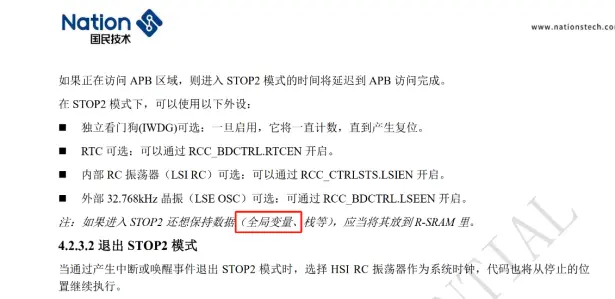 Nation
国民技术
www.nationstech.com
如果正在访问 APB 区域，则进入 STOP2 模式的时间将延迟到 APB 访问完成。
在 STOP2 模式下，可以使用以下外设：
■ 独立看门狗(IWDG)可选：一旦启用，它将一直计数，直到产生复位。
■ RTC 可选：可以通过 RCC_BDCTRL.RTCEN 开启。
■ 内部 RC 振荡器（LSI RC）可选：可以通过 RCC_CTRLSTS.LSIEN 开启。
■ 外部 32.768kHz 晶振（LSE OSC）可选：可通过 RCC_BDCTRL.LSEEN 开启。
注：如果进入 STOP2 还想保持数据（全局变量、栈等），应当将其放到 R-SRAM 里。
4.2.3.2 退出 STOP2 模式
当通过产生中断或唤醒事件退出 STOP2 模式时，选择 HSI RC 振荡器作为系统时钟，代码也将从停止的位
置继续执行。
ENTIAL